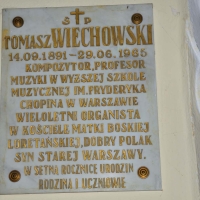 Ś P
TOMASZ WIECHOWSKI
14.09.1891-29.06.1985
KOMPOZYTOR, PROFESOR
MUZYKI W WYŻSZEJ SZKOLE
MUZYCZNEJ IM. FRYDERYKA
CHOPINA W WARSZAWIE
WIELOLETNI ORGANISTA
W KOŚCIELE MATKI BOSKIEJ
LORETAŃSKIEJ, DOBRY POLAK
SYN STAREJ WARSZAWY.
W SETNĄ ROCZNICĘ URODZIN
RODZINA I UCZNIOWIE